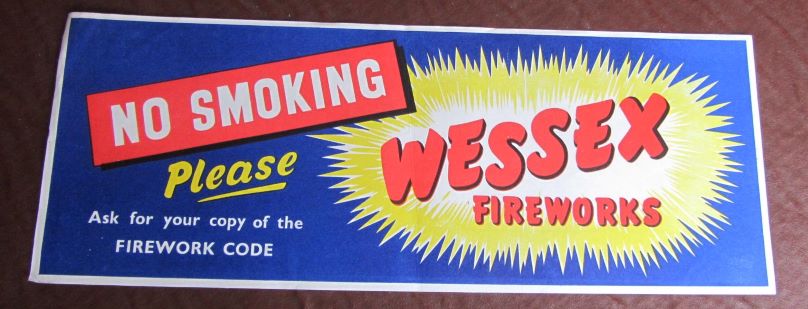 NO SMOKING
Please
Ask for your copy of the
FIREWORK CODE
WESSEX
FIREWORKS